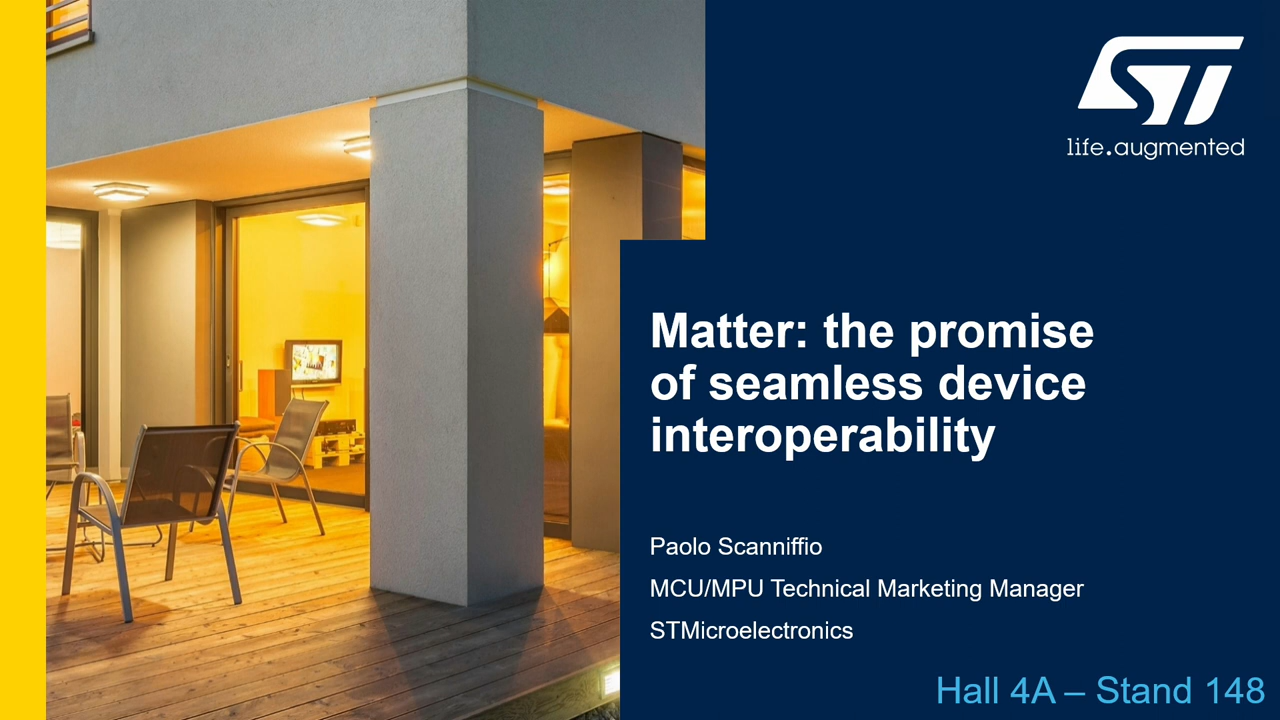 ST
life.augmented
Matter: the promise
of seamless device
interoperability
Paolo Scanniffio
MCU/MPU Technical Marketing Manager
STMicroelectronics
Hall 4A – Stand 148